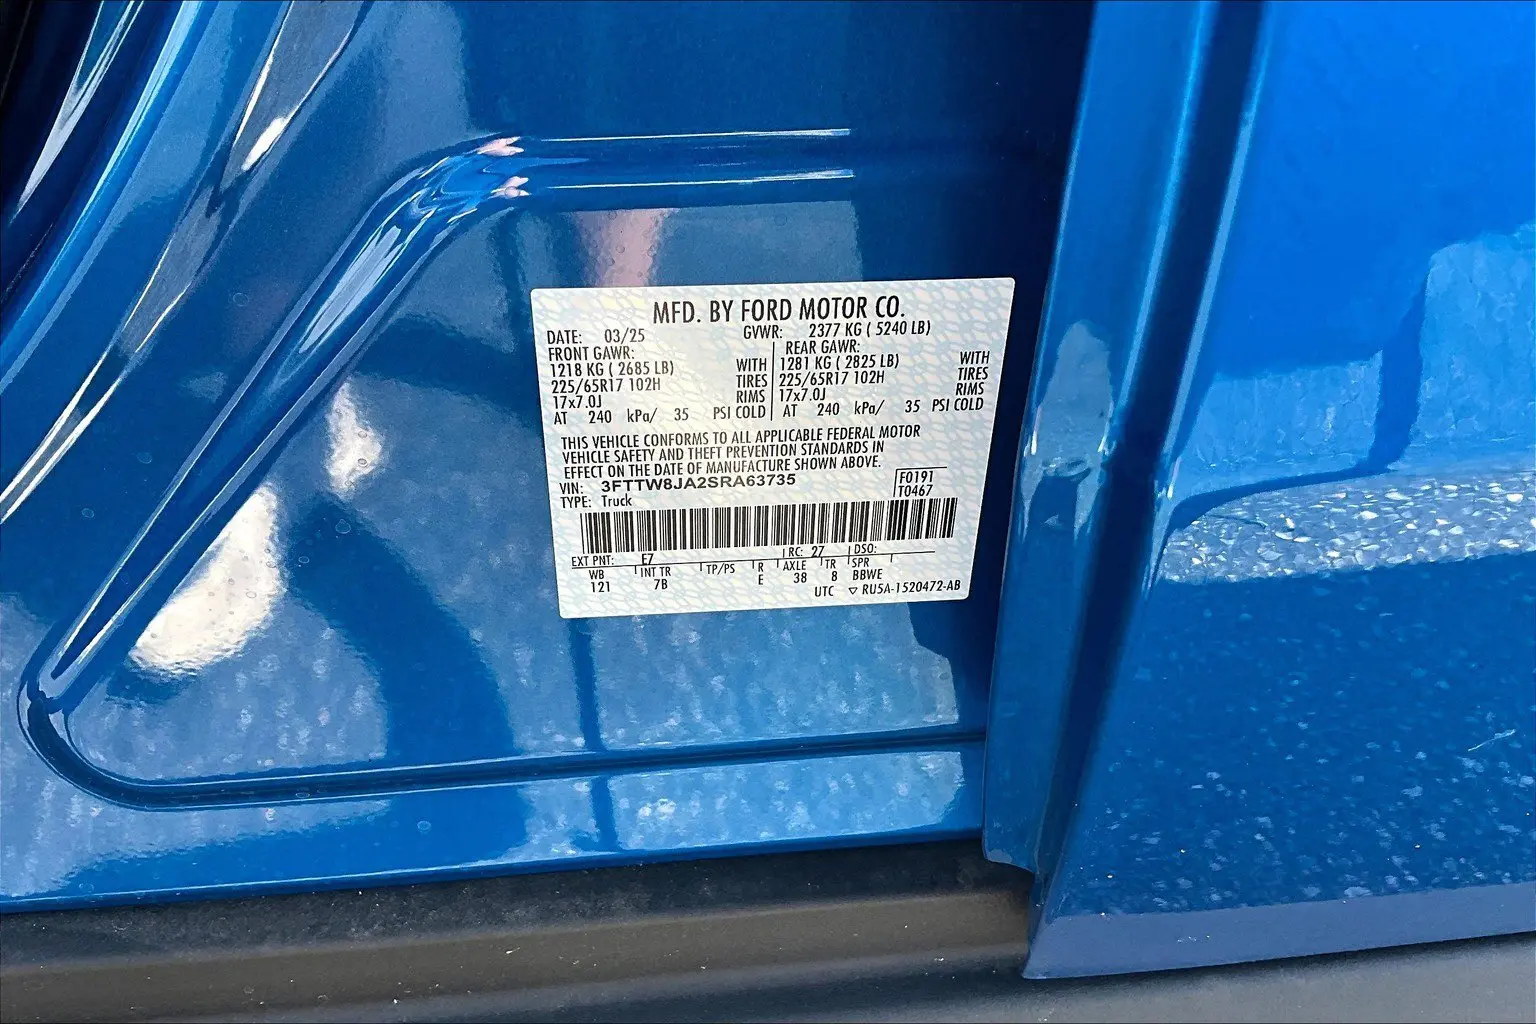 MFD. BY FORD MOTOR CO.
DATE: 03/25 GVWR: 2377 KG ( 5240 LB)
FRONT GAWR: REAR GAWR:
1218 KG ( 2685 LB) WITH 1281 KG ( 2825 LB) WITH
225/65R17 102H TIRES 225/65R17 102H TIRES
17x7.0J RIMS 17x7.0J RIMS
AT 240 kPa/ 35 PSI COLD AT 240 kPa/ 35 PSI COLD
THIS VEHICLE CONFORMS TO ALL APPLICABLE FEDERAL MOTOR
VEHICLE SAFETY AND THEFT PREVENTION STANDARDS IN
EFFECT ON THE DATE OF MANUFACTURE SHOWN ABOVE.
VIN: 3FTTW8JA2SRA63735 F0191
TYPE: Truck T0467
EXT PNT: E7 RC: 27 DSO:
WB INT TR TP/PS R AXLE TR SPR
121 7B E 38 8 BBWE
UTC ▽ RU5A-1520472-AB